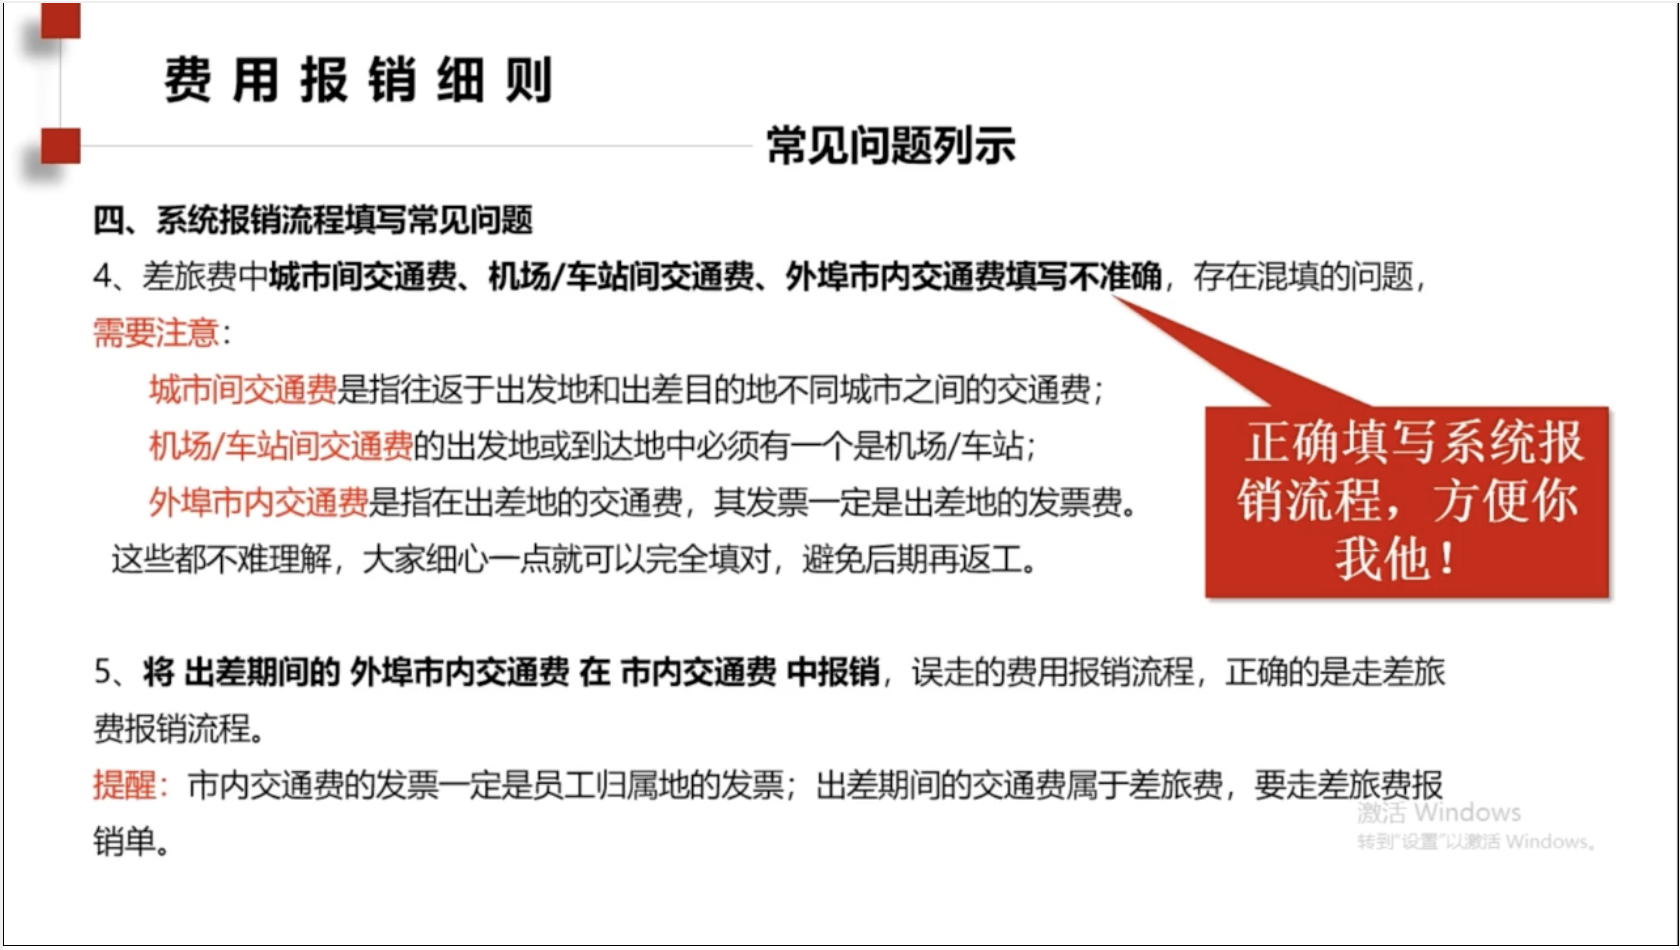 费用报销细则
常见问题列示
四、系统报销流程填写常见问题
4、差旅费中城市间交通费、机场/车站间交通费、外埠市内交通费填写不准确，存在混填的问题，
需要注意：
城市间交通费是指往返于出发地和出差目的地不同城市之间的交通费；
机场/车站间交通费的出发地或到达地中必须有一个是机场/车站；
外埠市内交通费是指在出差地的交通费，其发票一定是出差地的发票费。
这些都不难理解，大家细心一点就可以完全填对，避免后期再返工。
正确填写系统报
销流程，方便你
我他！
5、将 出差期间的 外埠市内交通费 在 市内交通费 中报销，误走的费用报销流程，正确的是走差旅
费报销流程。
提醒：市内交通费的发票一定是员工归属地的发票；出差期间的交通费属于差旅费，要走差旅费报
销单。
激活 Windows
转到"设置"以激活 Windows。